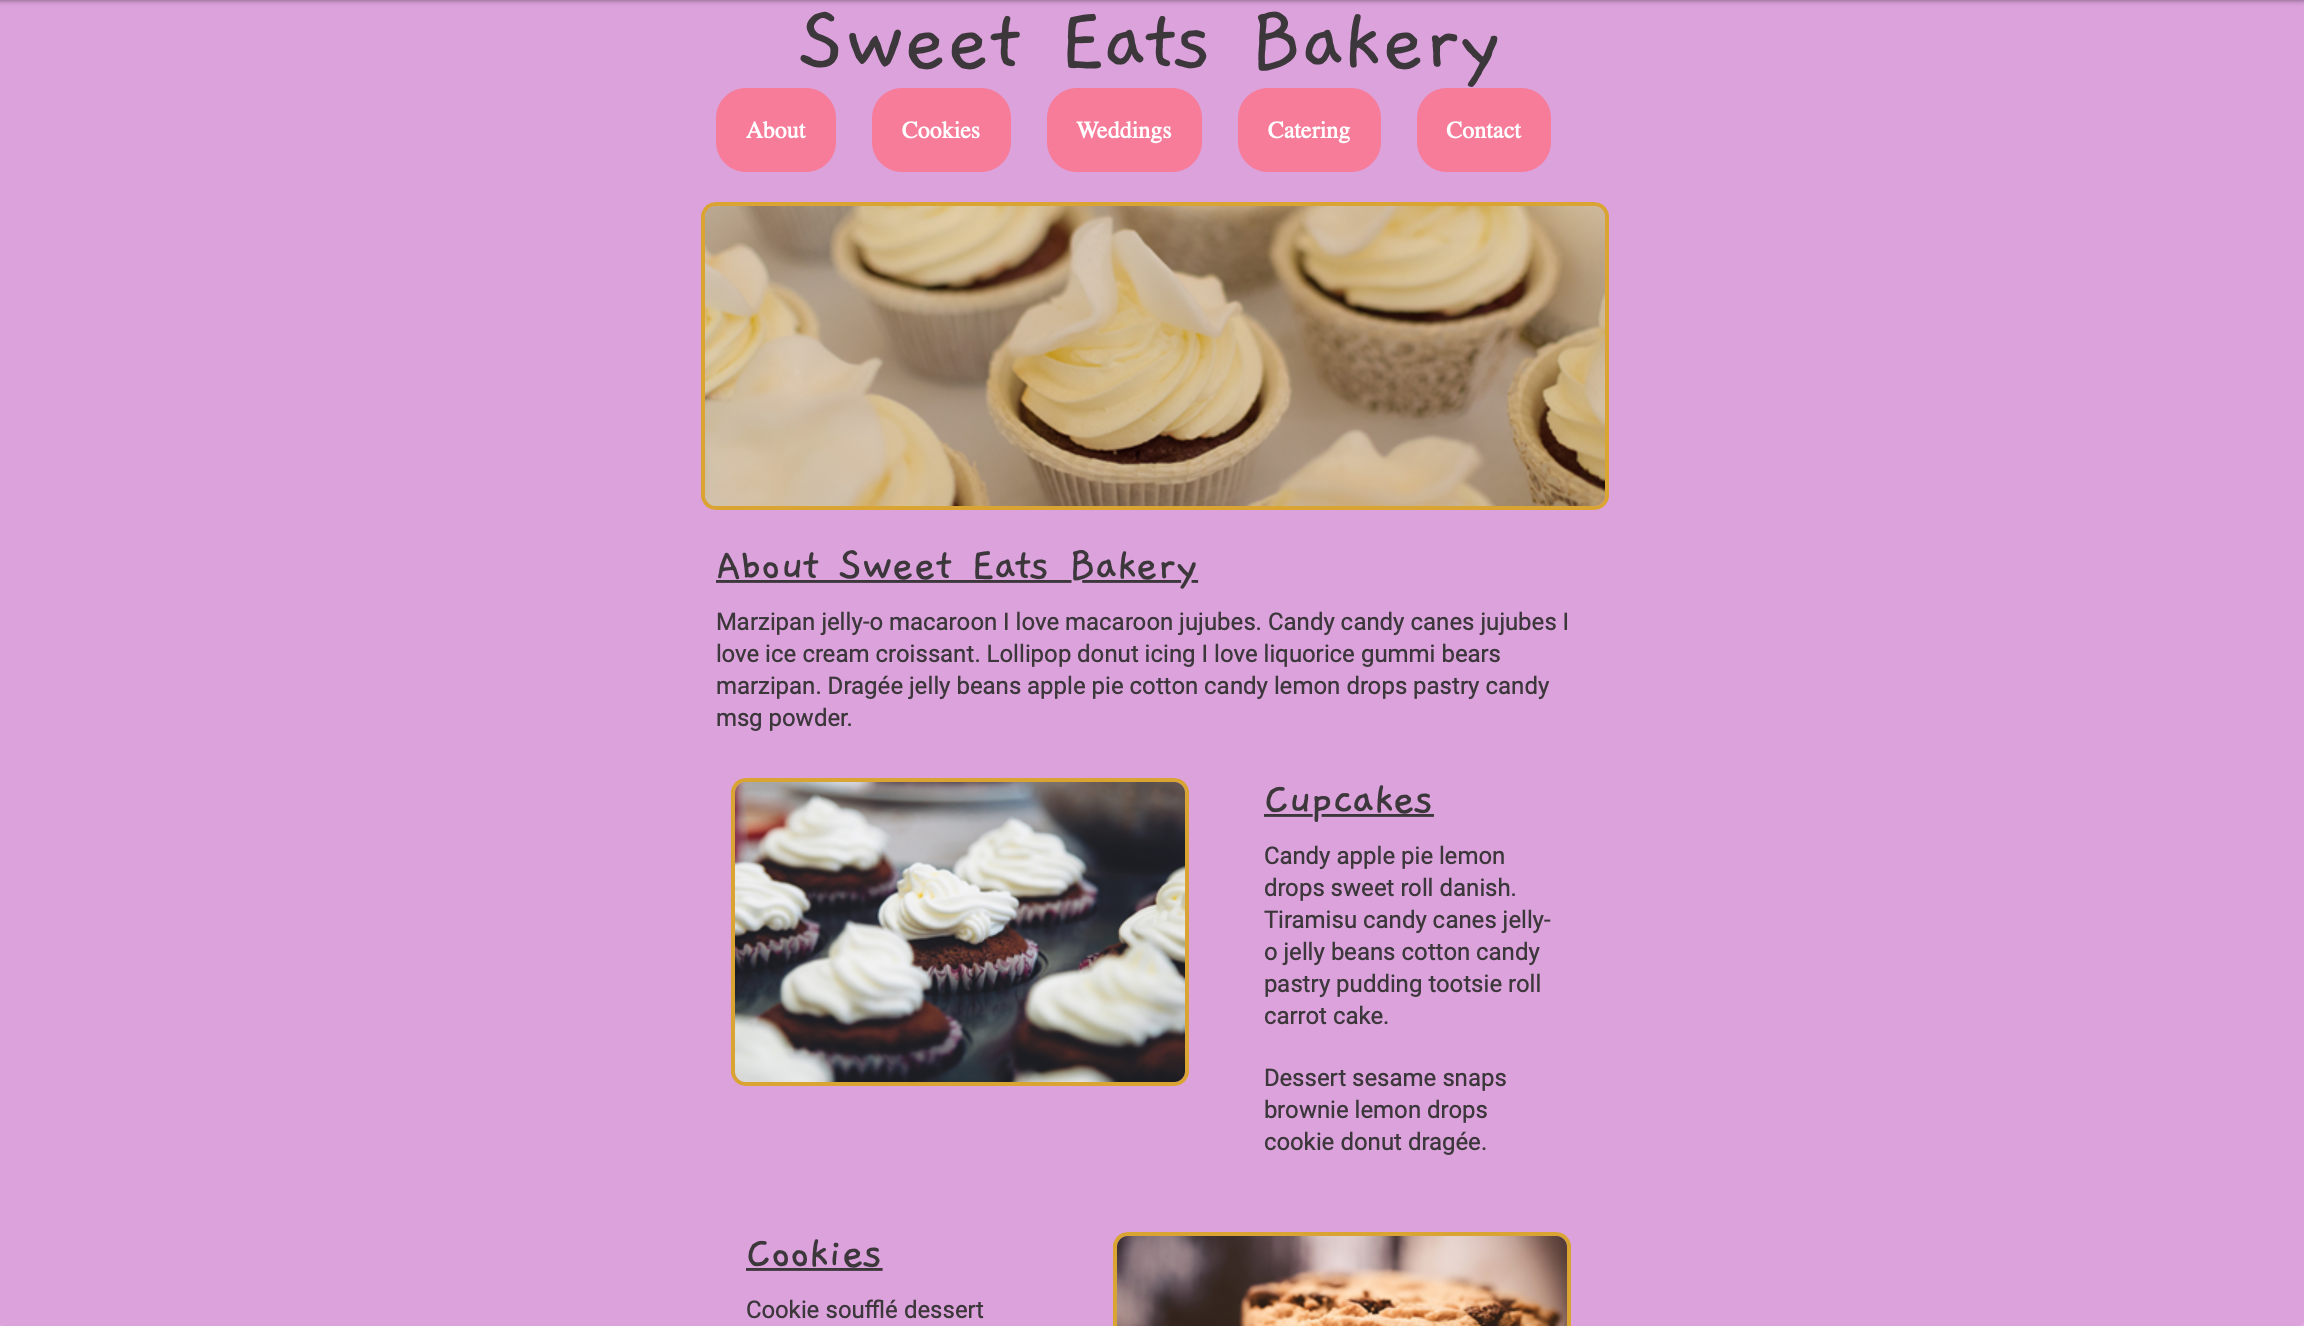 Sweet Eats Bakery
About Cookies Weddings Catering Contact
About Sweet Eats Bakery
Marzipan jelly-o macaroon I love macaroon jujubes. Candy candy canes jujubes I
love ice cream croissant. Lollipop donut icing I love liquorice gummi bears
marzipan. Dragée jelly beans apple pie cotton candy lemon drops pastry candy
msg powder.
Cupcakes
Candy apple pie lemon
drops sweet roll danish.
Tiramisu candy canes jelly-
o jelly beans cotton candy
pastry pudding tootsie roll
carrot cake.
Dessert sesame snaps
brownie lemon drops
cookie donut dragée.
Cookies
Cookie soufflé dessert